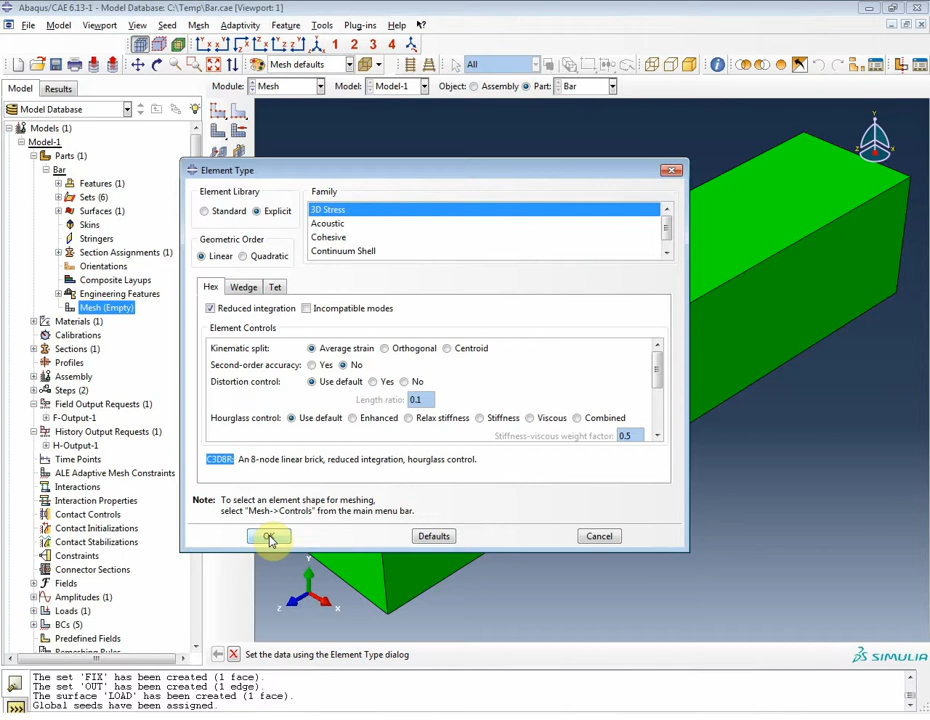 Abaqus/CAE 6.13-1 - Model Database: C:\Temp\Bar.cae [Viewport: 1]
File Model Viewport View Seed Mesh Adaptivity Feature Tools Plug-ins Help
1 2 3 4
Mesh defaults All
Model Results Module: Mesh Model: Model-1 Object: Assembly Part: Bar
Model Database
Models (1)
Model-1
Parts (1)
Bar
Features (1)
Sets (6)
Surfaces (1)
Skins
Stringers
Section Assignments (1)
Orientations
Composite Layups
Engineering Features
Mesh (Empty)
Materials (1)
Calibrations
Sections (1)
Profiles
Assembly
Steps (2)
Field Output Requests (1)
F-Output-1
History Output Requests (1)
H-Output-1
Time Points
ALE Adaptive Mesh Constraints
Interactions
Interaction Properties
Contact Controls
Contact Initializations
Contact Stabilizations
Constraints
Connector Sections
Fields
Amplitudes (1)
Loads (1)
BCs (5)
Predefined Fields
Remeshing Rules
Element Type
Element Library
Standard Explicit
Geometric Order
Linear Quadratic
Family
3D Stress
Acoustic
Cohesive
Continuum Shell
Hex Wedge Tet
Reduced integration Incompatible modes
Element Controls
Kinematic split: Average strain Orthogonal Centroid
Second-order accuracy: Yes No
Distortion control: Use default Yes No
Length ratio: 0.1
Hourglass control: Use default Enhanced Relax stiffness Stiffness Viscous Combined
Stiffness-viscous weight factor: 0.5
C3D8R: An 8-node linear brick, reduced integration, hourglass control.
Note: To select an element shape for meshing,
select "Mesh->Controls" from the main menu bar.
OK Defaults Cancel
Y
Z X
Set the data using the Element Type dialog
SIMULIA
The set 'FIX' has been created (1 face).
The set 'OUT' has been created (1 edge).
The surface 'LOAD' has been created (1 face).
Global seeds have been assigned.
>>>